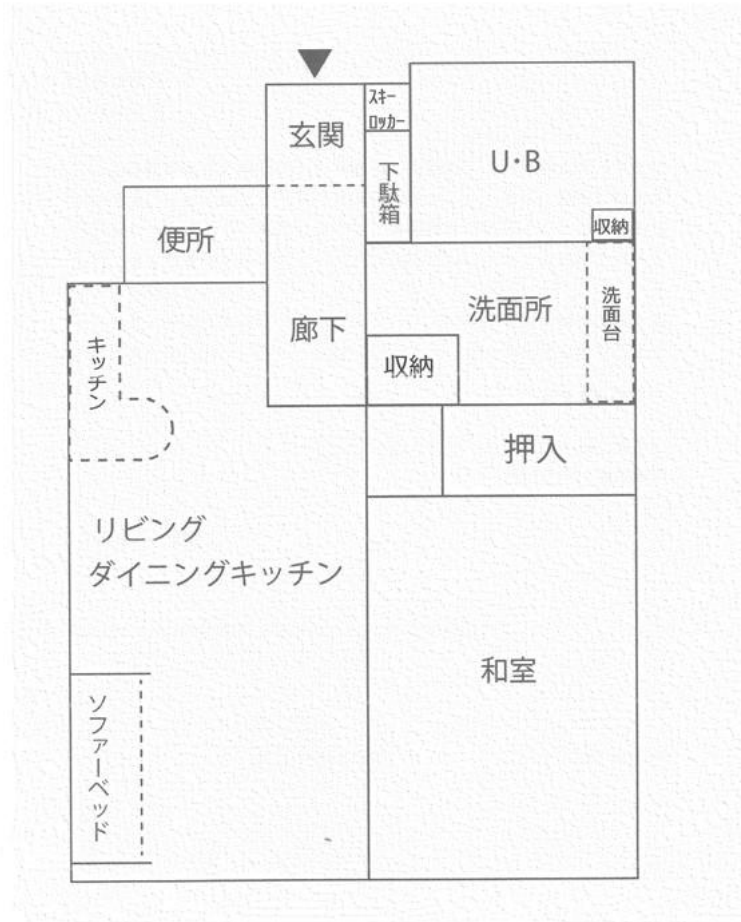 玄関
スキー
ロッカー
下駄箱
U・B
収納
便所
廊下
洗面所
洗面台
収納
キッチン
押入
リビング
ダイニングキッチン
和室
ソファーベッド